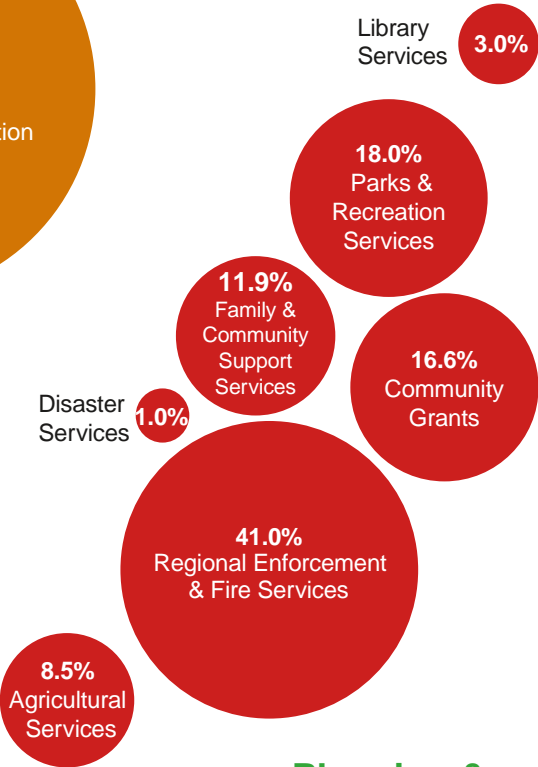 Library
Services
3.0%
tion
18.0%
Parks &
Recreation
Services
11.9%
Family &
Community
Support
Services
16.6%
Community
Grants
Disaster
Services
1.0%
41.0%
Regional Enforcement
& Fire Services
8.5%
Agricultural
Services